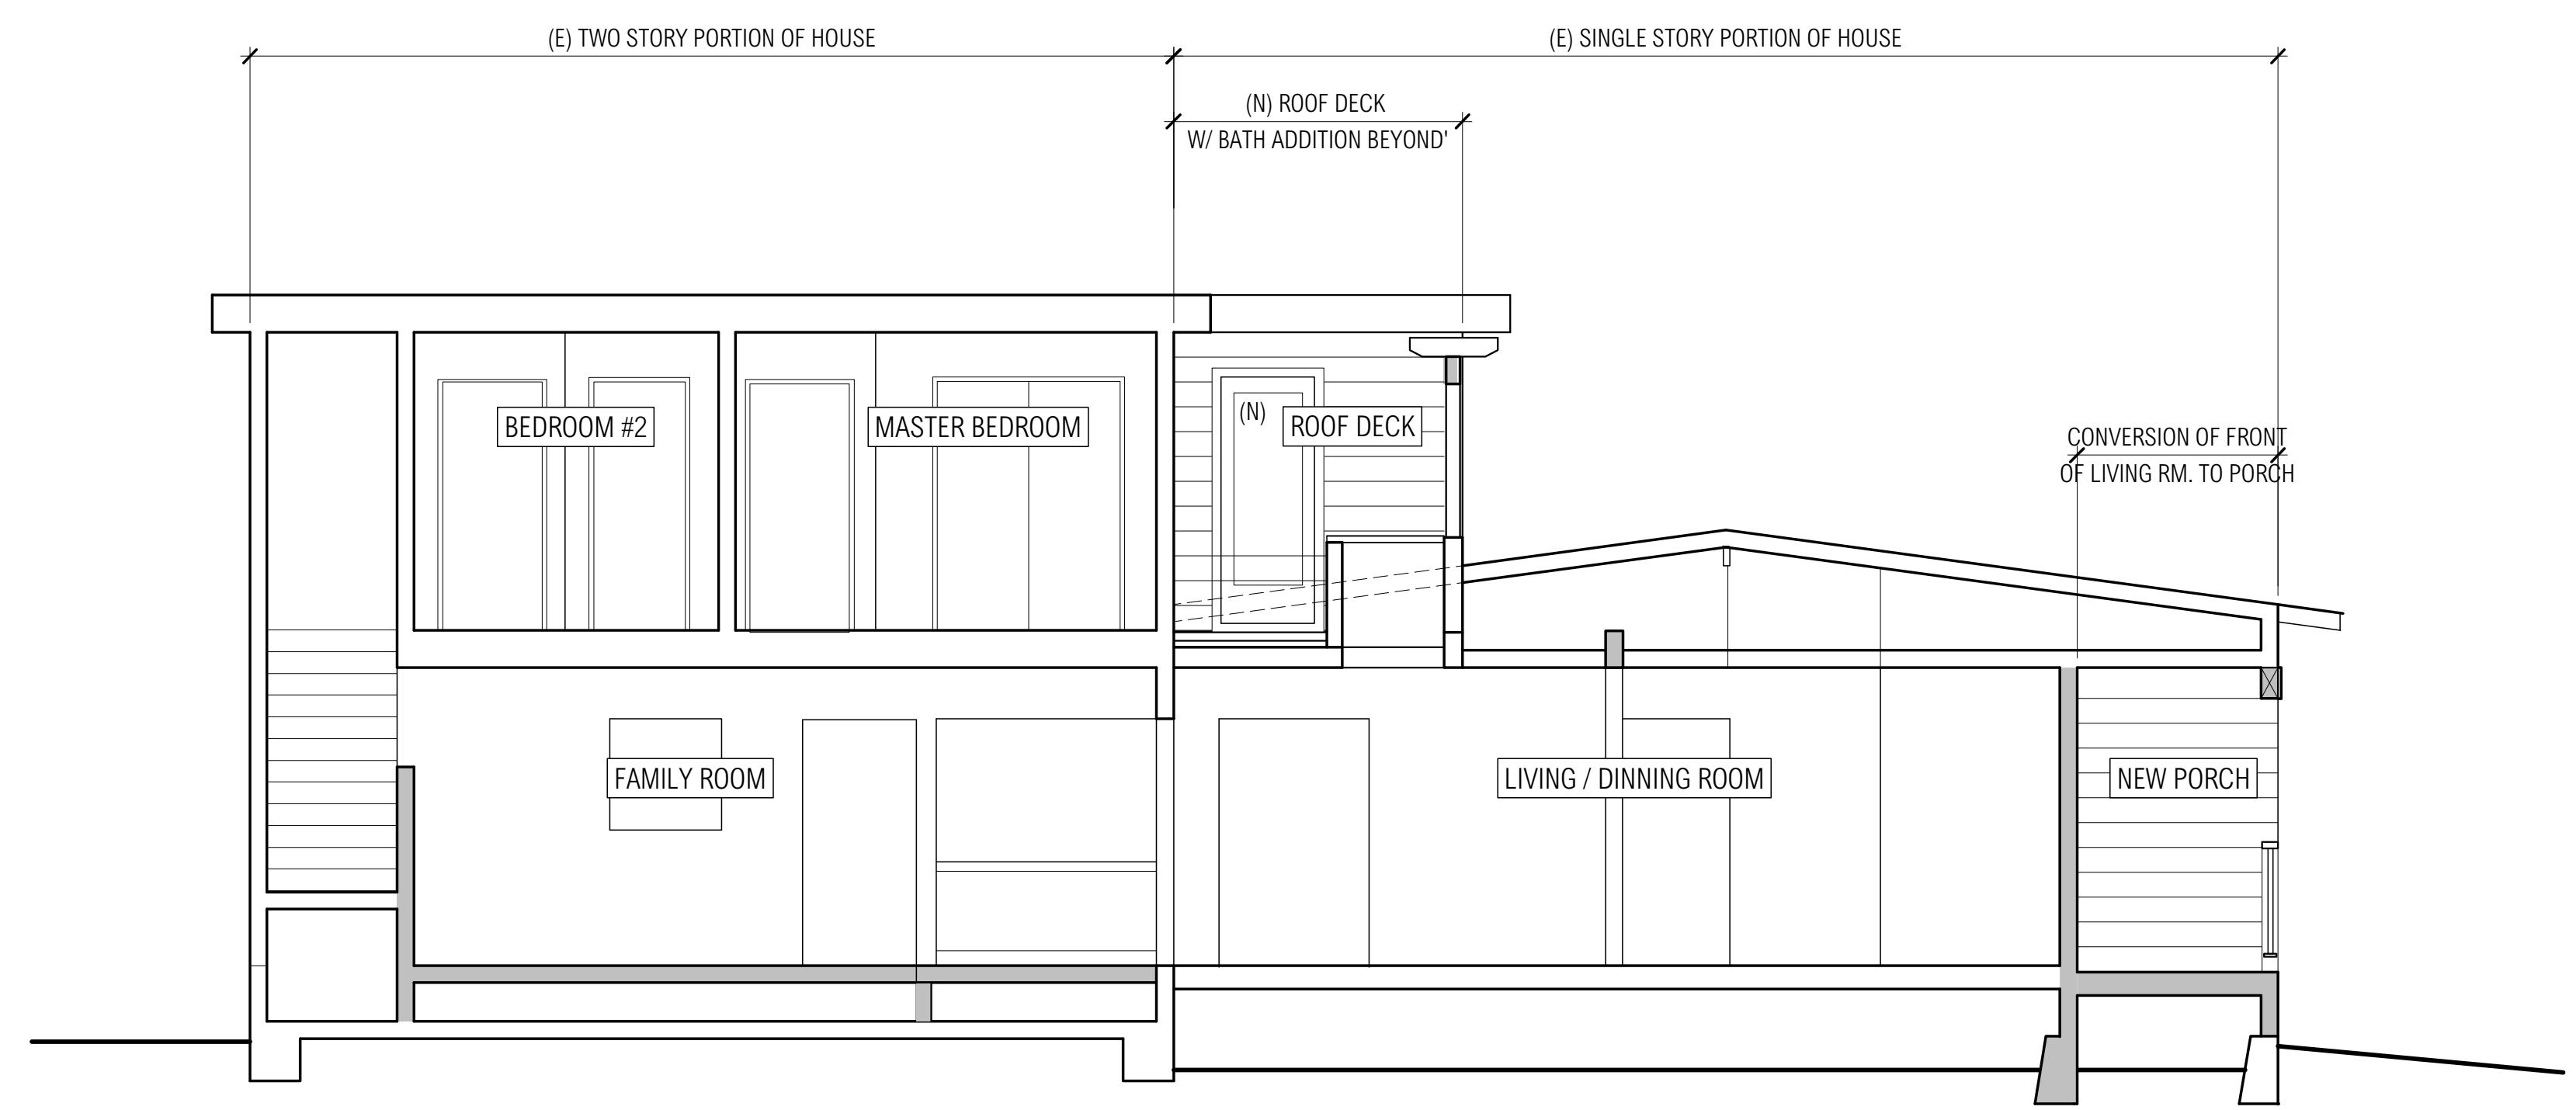 (E) TWO STORY PORTION OF HOUSE
(E) SINGLE STORY PORTION OF HOUSE
(N) ROOF DECK
W/ BATH ADDITION BEYOND'
BEDROOM #2
MASTER BEDROOM
(N)
ROOF DECK
CONVERSION OF FRONT
OF LIVING RM. TO PORCH
FAMILY ROOM
LIVING / DINNING ROOM
NEW PORCH